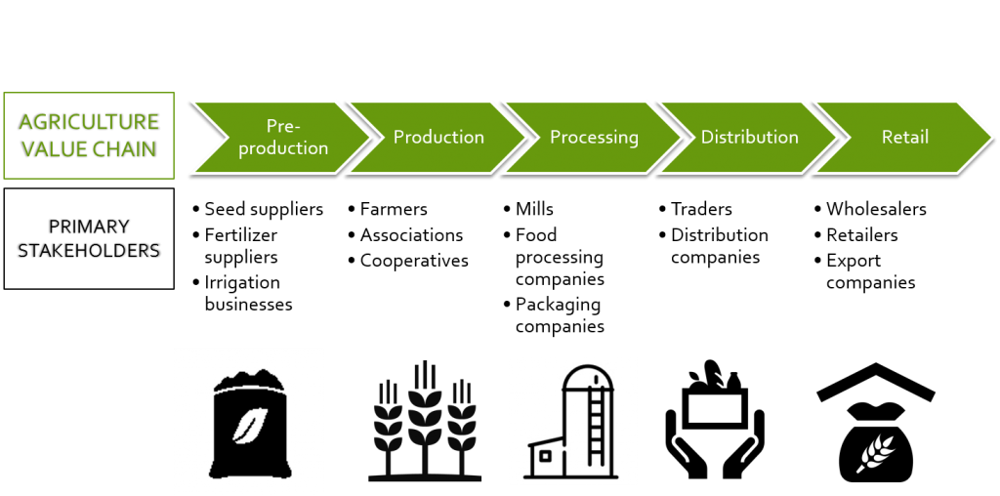 AGRICULTURE
VALUE CHAIN
Pre-
production
Production
Processing
Distribution
Retail
PRIMARY
STAKEHOLDERS
• Seed suppliers
• Fertilizer
suppliers
• Irrigation
businesses
• Farmers
• Associations
• Cooperatives
• Mills
• Food
processing
companies
• Packaging
companies
• Traders
• Distribution
companies
• Wholesalers
• Retailers
• Export
companies